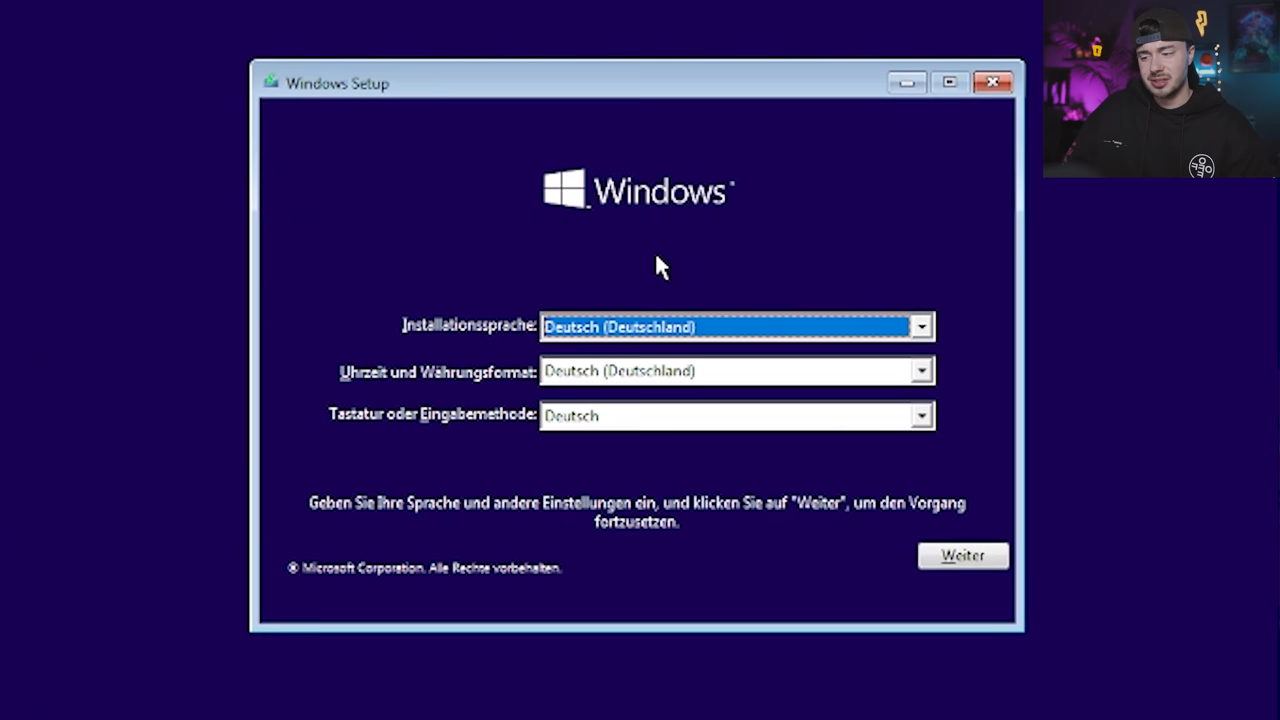 Windows Setup
Windows
Installationssprache: Deutsch (Deutschland)
Uhrzeit und Währungsformat: Deutsch (Deutschland)
Tastatur oder Eingabemethode: Deutsch
Geben Sie Ihre Sprache und andere Einstellungen ein, und klicken Sie auf "Weiter", um den Vorgang
fortzusetzen.
Weiter
© Microsoft Corporation. Alle Rechte vorbehalten.